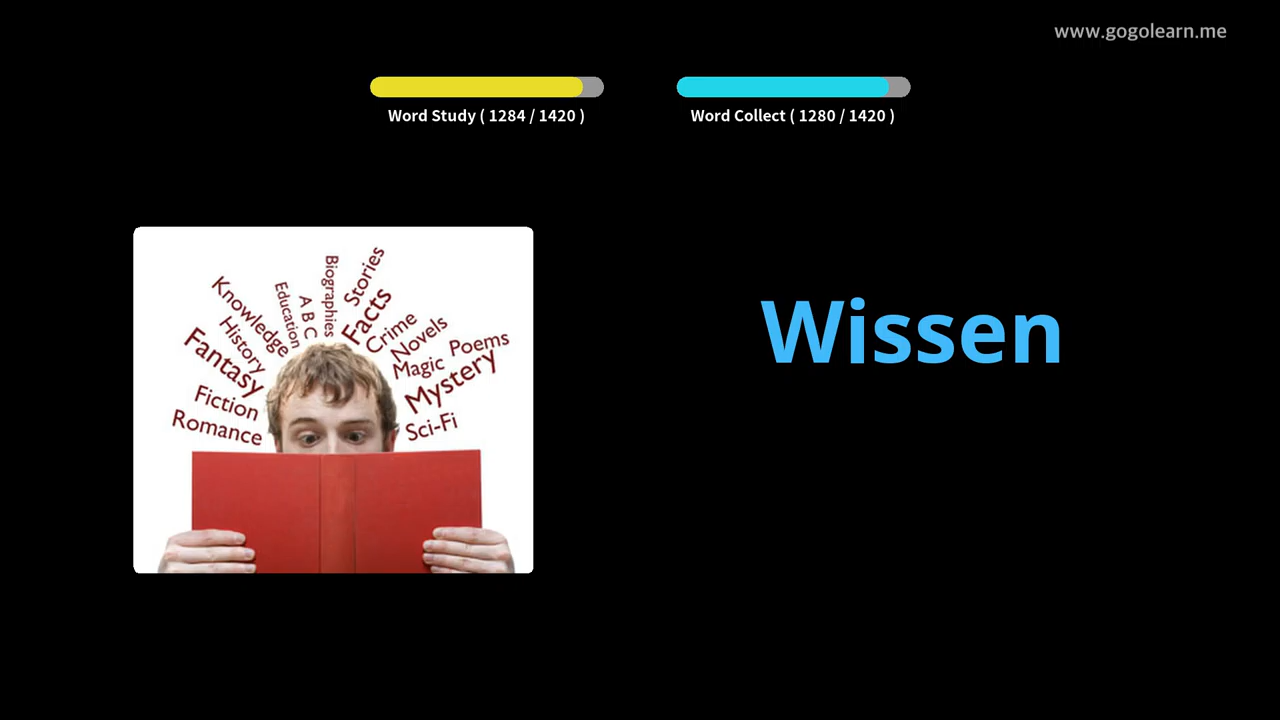 www.gogolearn.me
Word Study ( 1284 / 1420 )
Word Collect ( 1280 / 1420 )
Wissen
Romance
Fiction
Fantasy
History
Knowledge
Education
A B C
Biographies
Stories
Facts
Crime
Novels
Poems
Magic
Mystery
Sci-Fi